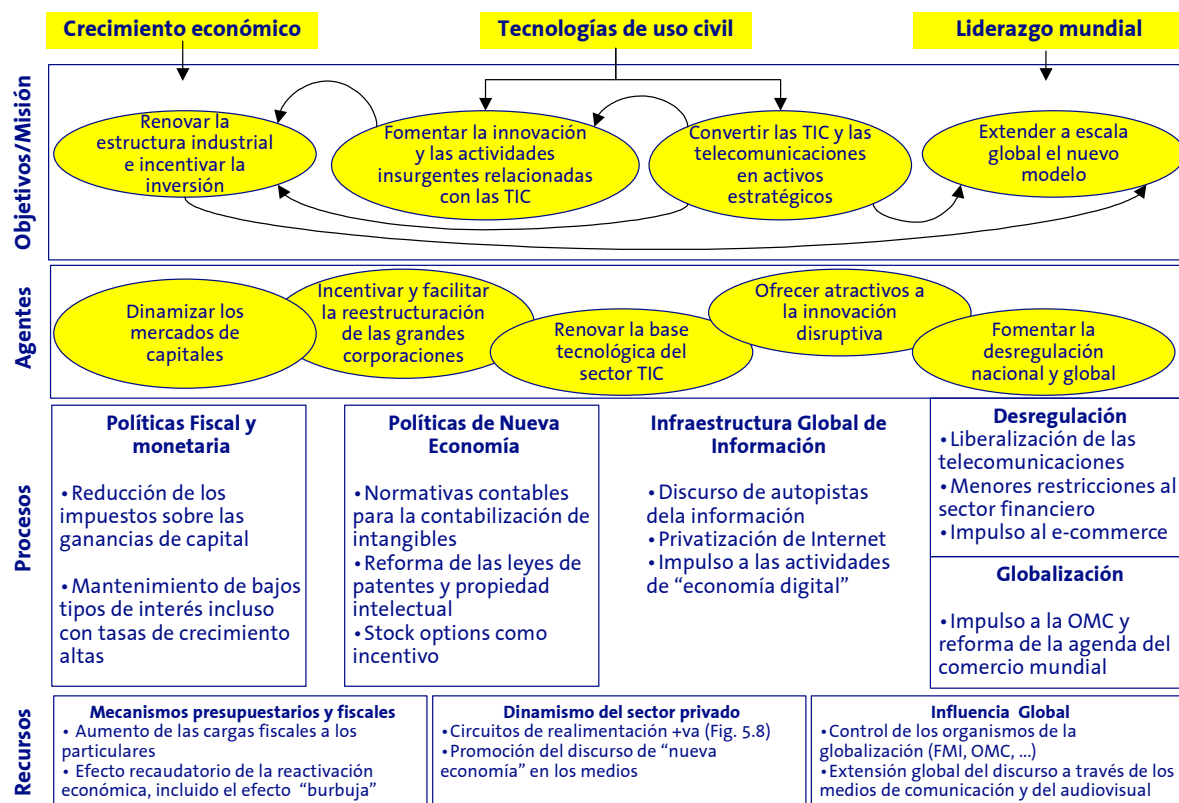 Crecimiento económico
Tecnologías de uso civil
Liderazgo mundial
Objetivos/Misión
Renovar la
estructura industrial
e incentivar la
inversión
Fomentar la innovación
y las actividades
insurgentes relacionadas
con las TIC
Convertir las TIC y las
telecomunicaciones
en activos
estratégicos
Extender a escala
global el nuevo
modelo
Agentes
Dinamizar los
mercados de
capitales
Incentivar y facilitar
la reestructuración
de las grandes
corporaciones
Renovar la base
tecnológica del
sector TIC
Ofrecer atractivos a
la innovación
disruptiva
Fomentar la
desregulación
nacional y global
Procesos
Políticas Fiscal y
monetaria
•Reducción de los
impuestos sobre las
ganancias de capital
•Mantenimiento de bajos
tipos de interés incluso
con tasas de crecimiento
altas
Políticas de Nueva
Economía
•Normativas contables
para la contabilización de
intangibles
•Reforma de las leyes de
patentes y propiedad
intelectual
•Stock options como
incentivo
Infraestructura Global de
Información
•Discurso de autopistas
dela información
•Privatización de Internet
•Impulso a las actividades
de “economía digital”
Desregulación
•Liberalización de las
telecomunicaciones
•Menores restricciones al
sector financiero
•Impulso al e-commerce
Globalización
•Impulso a la OMC y
reforma de la agenda del
comercio mundial
Recursos
Mecanismos presupuestarios y fiscales
• Aumento de las cargas fiscales a los
particulares
• Efecto recaudatorio de la reactivación
económica, incluido el efecto “burbuja”
Dinamismo del sector privado
•Circuitos de realimentación +va (Fig. 5.8)
•Promoción del discurso de “nueva
economía” en los medios
Influencia Global
•Control de los organismos de la
globalización (FMI, OMC, ...)
•Extensión global del discurso a través de los
medios de comunicación y del audiovisual